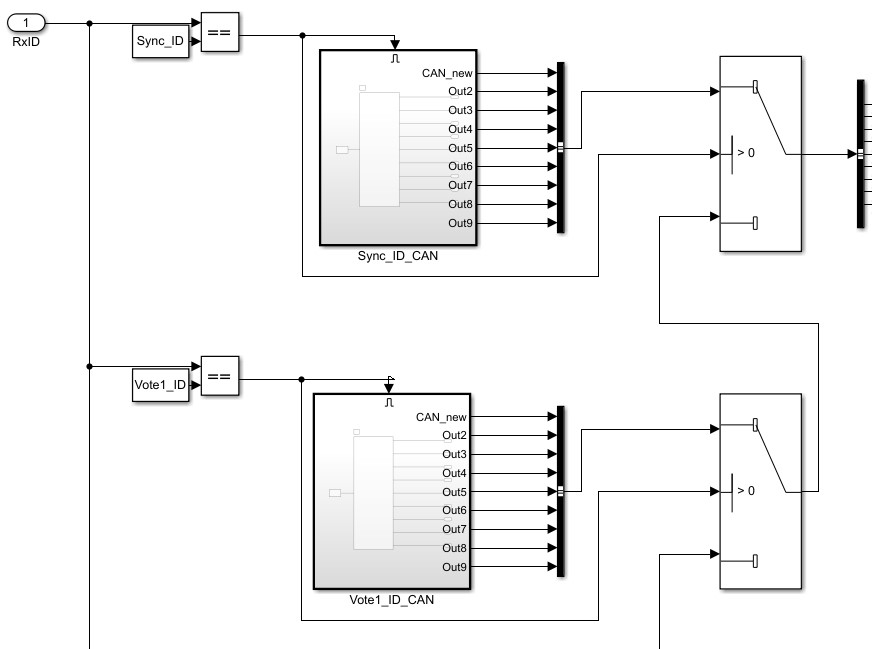 1
RxID
Sync_ID
==
CAN_new
Out2
Out3
Out4
Out5
Out6
Out7
Out8
Out9
Sync_ID_CAN
> 0
Vote1_ID
==
CAN_new
Out2
Out3
Out4
Out5
Out6
Out7
Out8
Out9
Vote1_ID_CAN
> 0